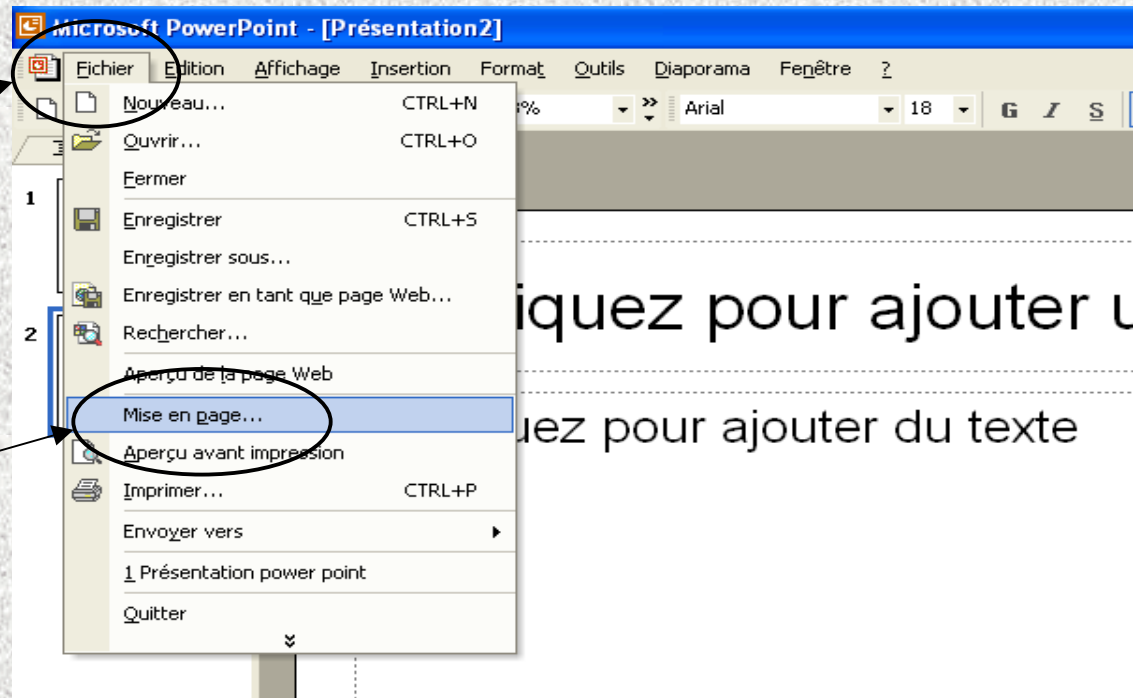 Microsoft PowerPoint - [Présentation2]
Fichier Edition Affichage Insertion Format Outils Diaporama Fenêtre ?
Nouveau... CTRL+N % Arial 18 G I S
Ouvrir... CTRL+O
Fermer
1
Enregistrer CTRL+S
Enregistrer sous...
Enregistrer en tant que page Web...
iquez pour ajouter u
2 Rechercher...
Aperçu de la page Web
Mise en page...
uez pour ajouter du texte
Aperçu avant impression
Imprimer... CTRL+P
Envoyer vers
1 Présentation power point
Quitter